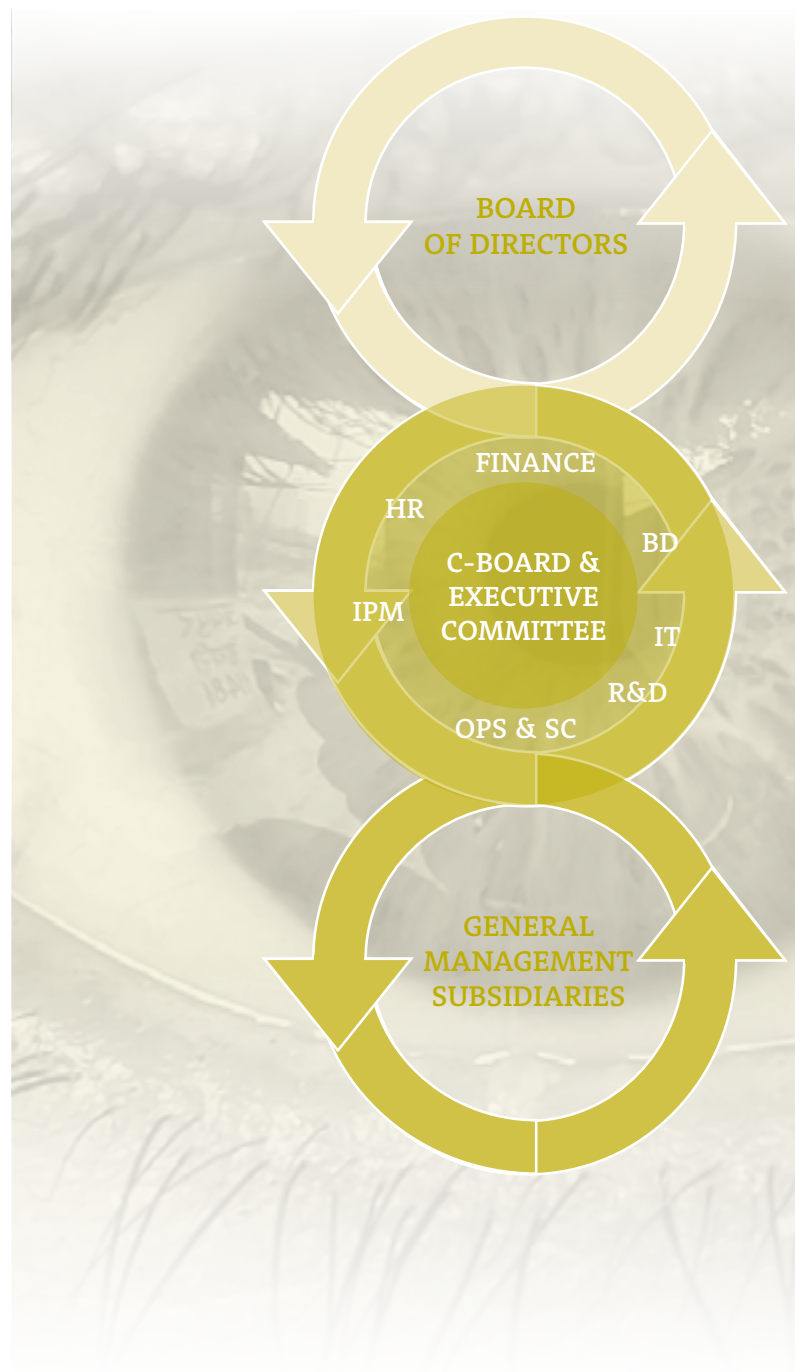 BOARD
OF DIRECTORS
FINANCE
HR
BD
C-BOARD &
EXECUTIVE
COMMITTEE
IPM
IT
R&D
OPS & SC
GENERAL
MANAGEMENT
SUBSIDIARIES